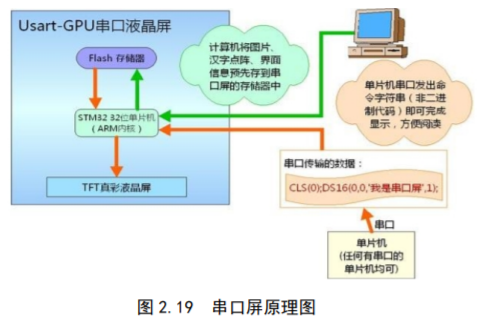 Usart-GPU串口液晶屏
Flash 存储器
STM32 32位单片机
(ARM内核)
TFT真彩液晶屏
计算机将图片、
汉字点阵、界面
信息预先存到串
口屏的存储器中
单片机串口发出命
令字符串（非二进
制代码）即可完成
显示，方便阅读
串口传输的数据：
CLS(0);DS16(0,0,'我是串口屏',1);
串口
单片机
(任何有串口的
单片机均可)
图 2.19 串口屏原理图